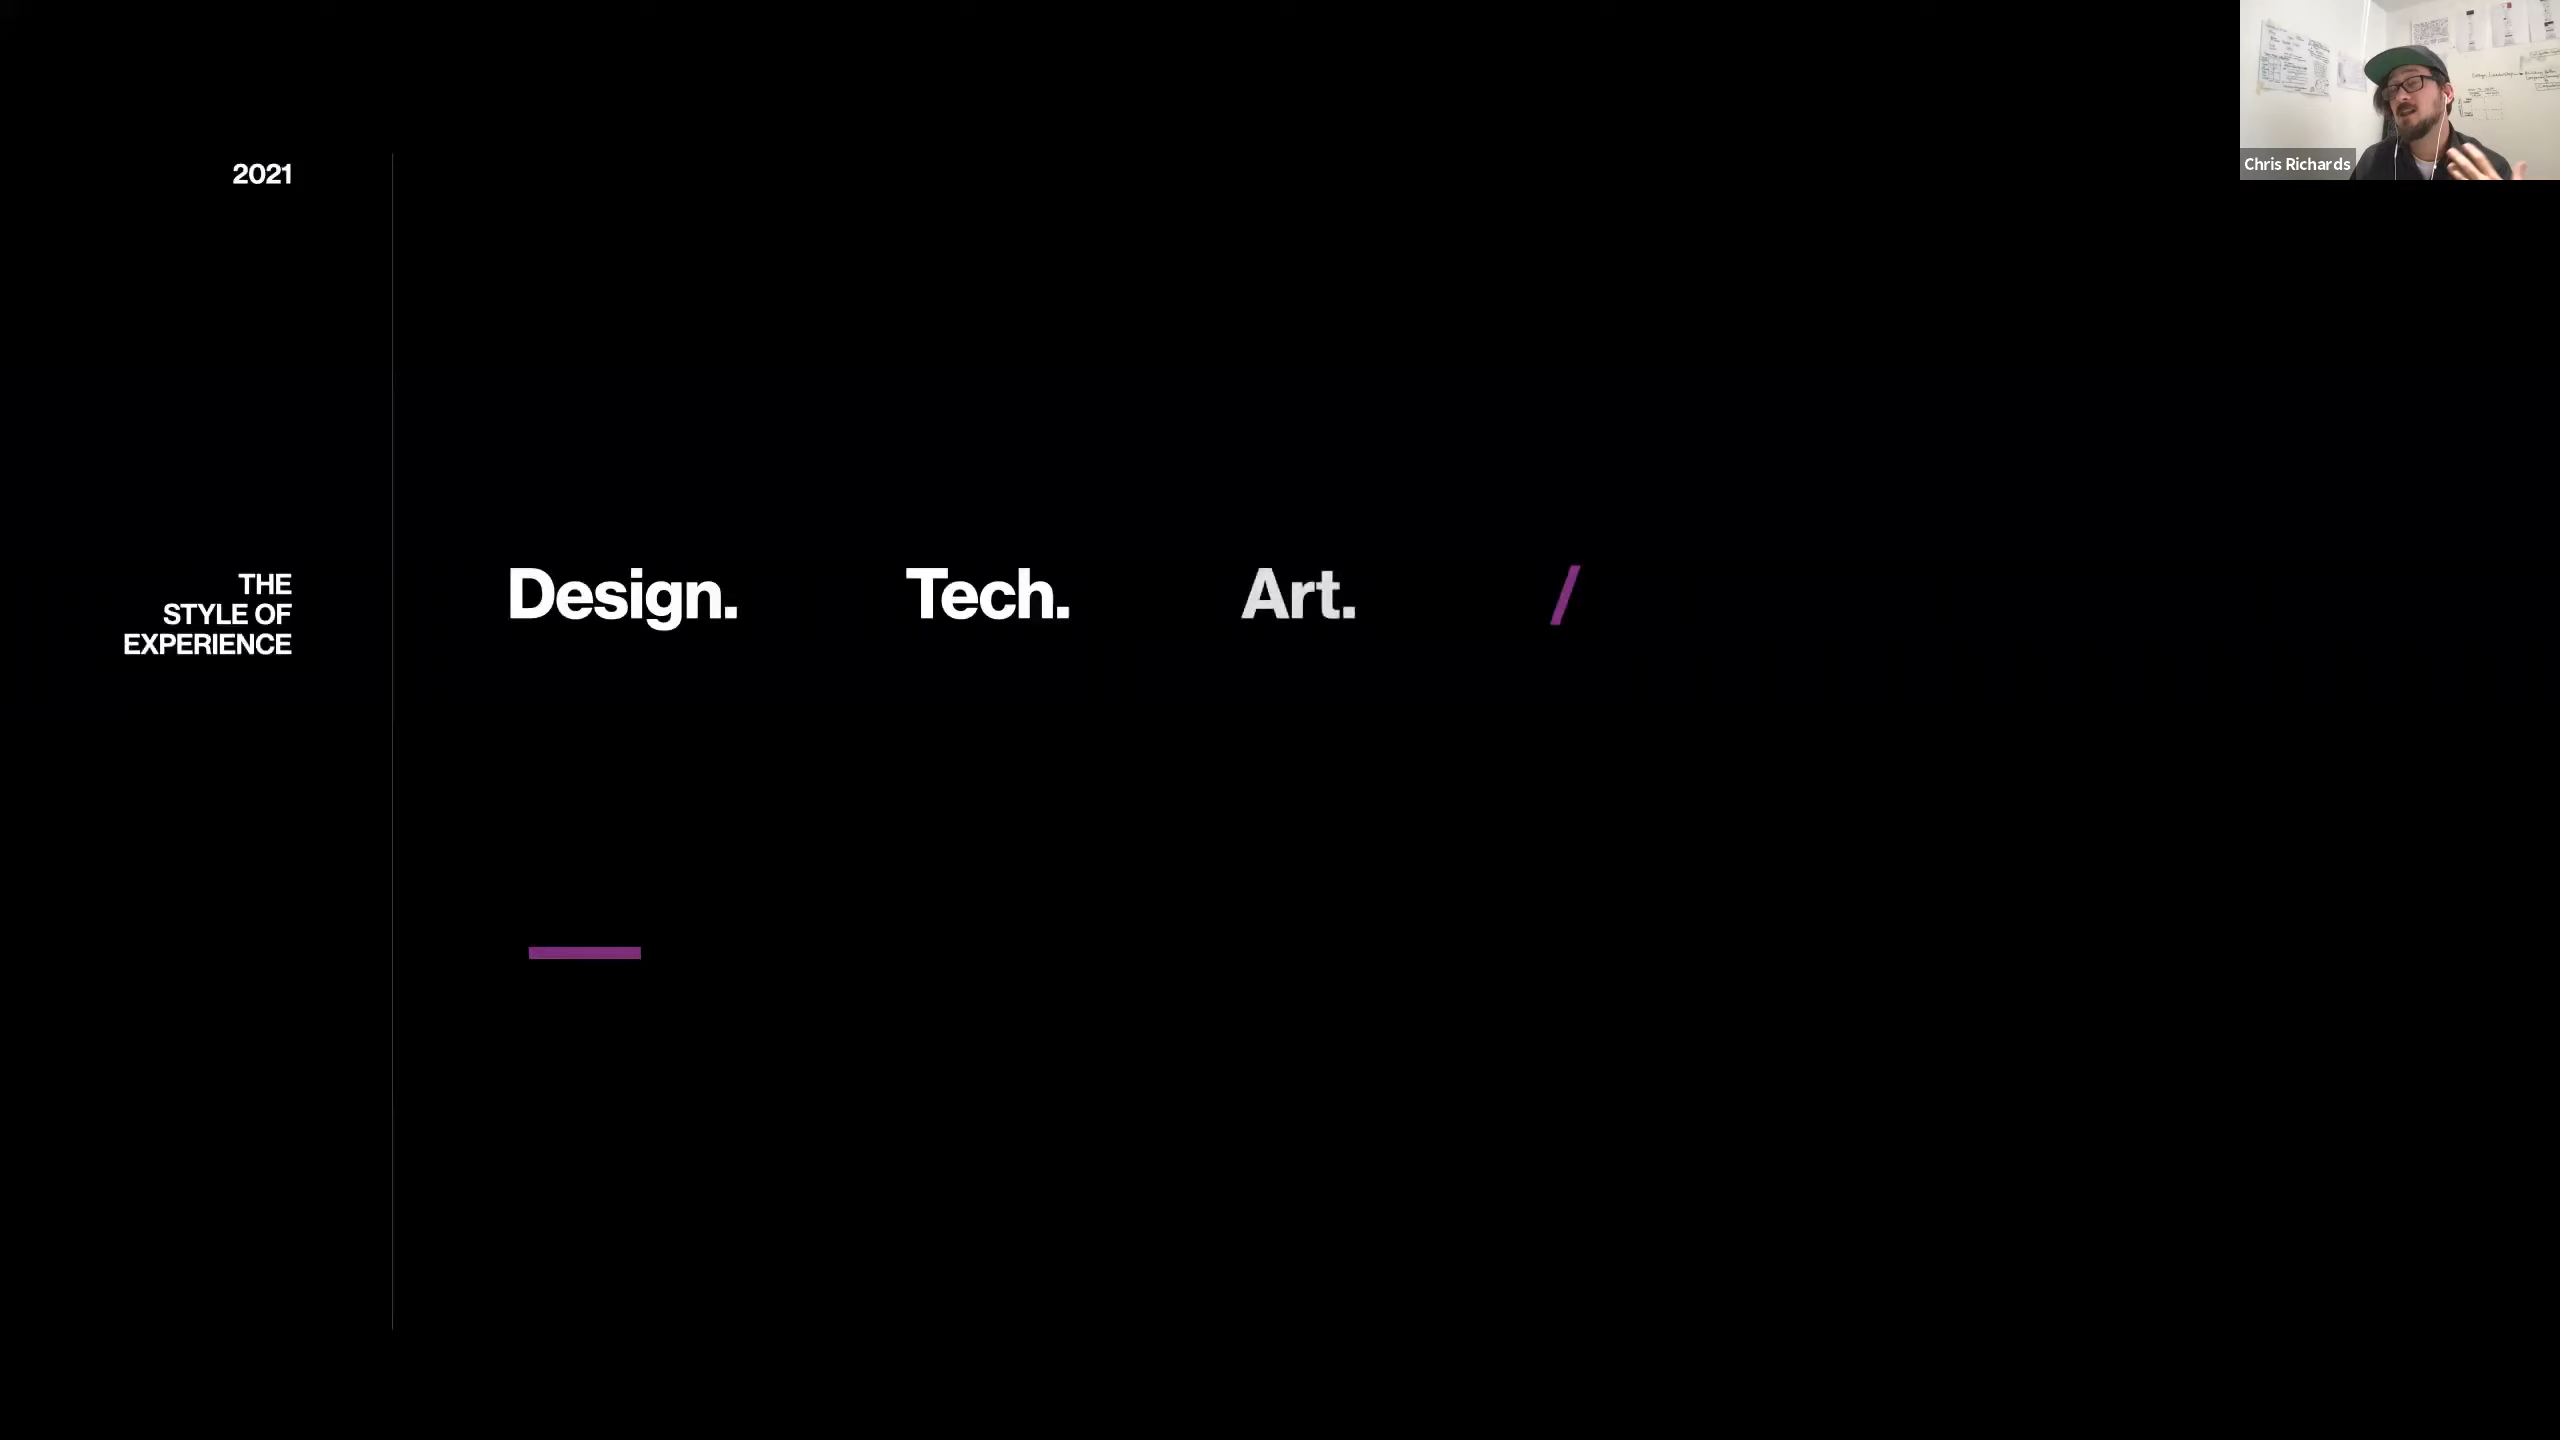 2021
THE
STYLE OF
EXPERIENCE
Design. Tech. Art. /
Chris Richards